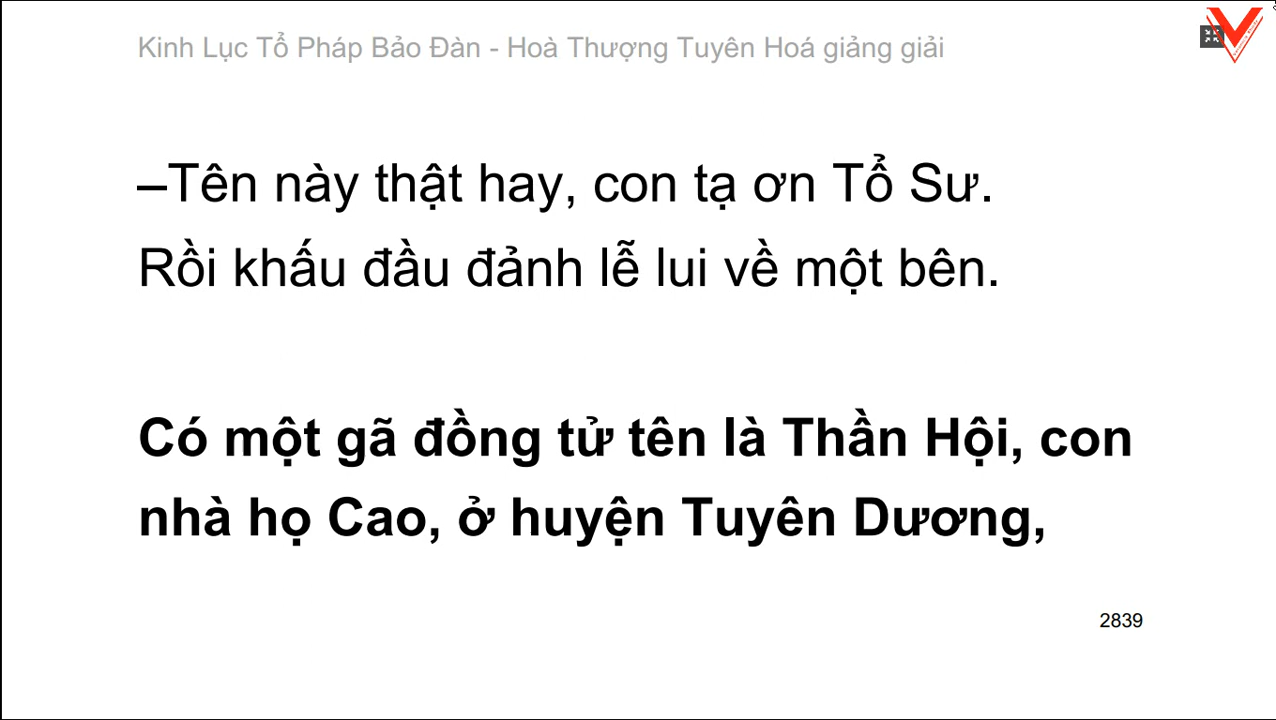 Kinh Lục Tổ Pháp Bảo Đàn - Hoà Thượng Tuyên Hoá giảng giải
–Tên này thật hay, con tạ ơn Tổ Sư.
Rồi khấu đầu đảnh lễ lui về một bên.
Có một gã đồng tử tên là Thần Hội, con
nhà họ Cao, ở huyện Tuyên Dương,
2839